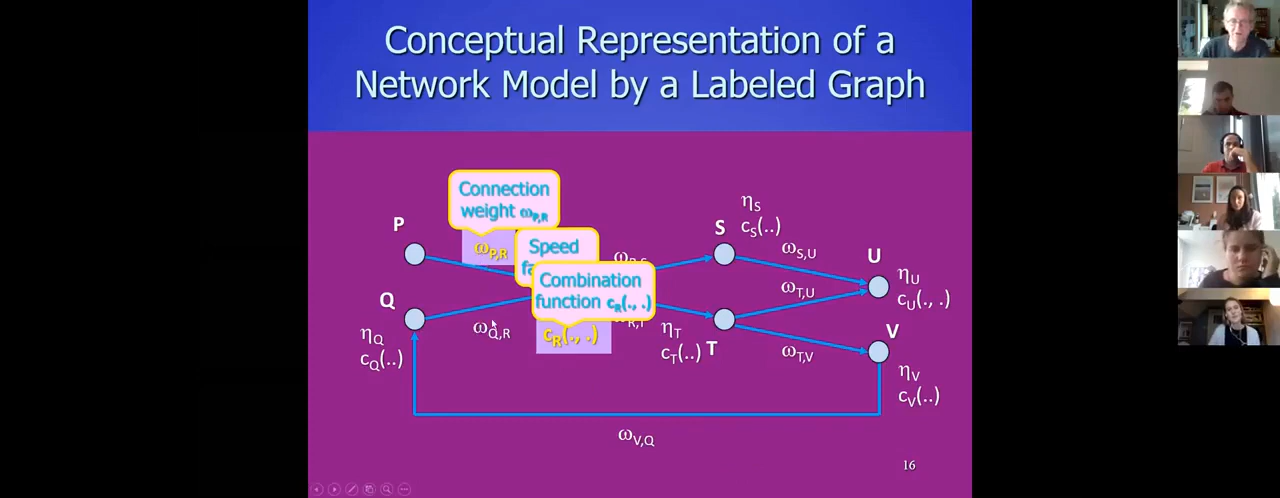 Conceptual Representation of a
Network Model by a Labeled Graph
Connection
weight ωP,R
P
ωP,R
Speed
Combination
function cR(., .)
cR(., .)
S
ηS
cS(..)
ωS,U
U
ηU
cU(., .)
ωT,U
Q
ηQ
cQ(..)
ωQ,R
ηT
cT(..)
T
ωT,V
V
ηV
cV(..)
ωV,Q
16